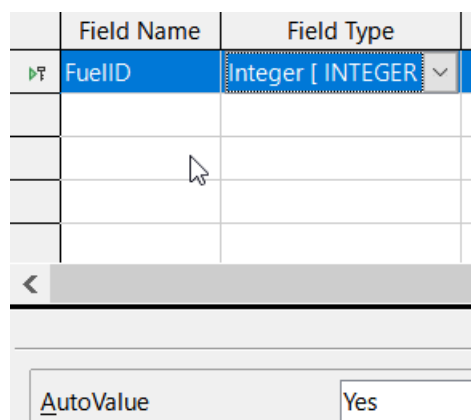 Field Name Field Type
FuelID Integer [ INTEGER
AutoValue Yes